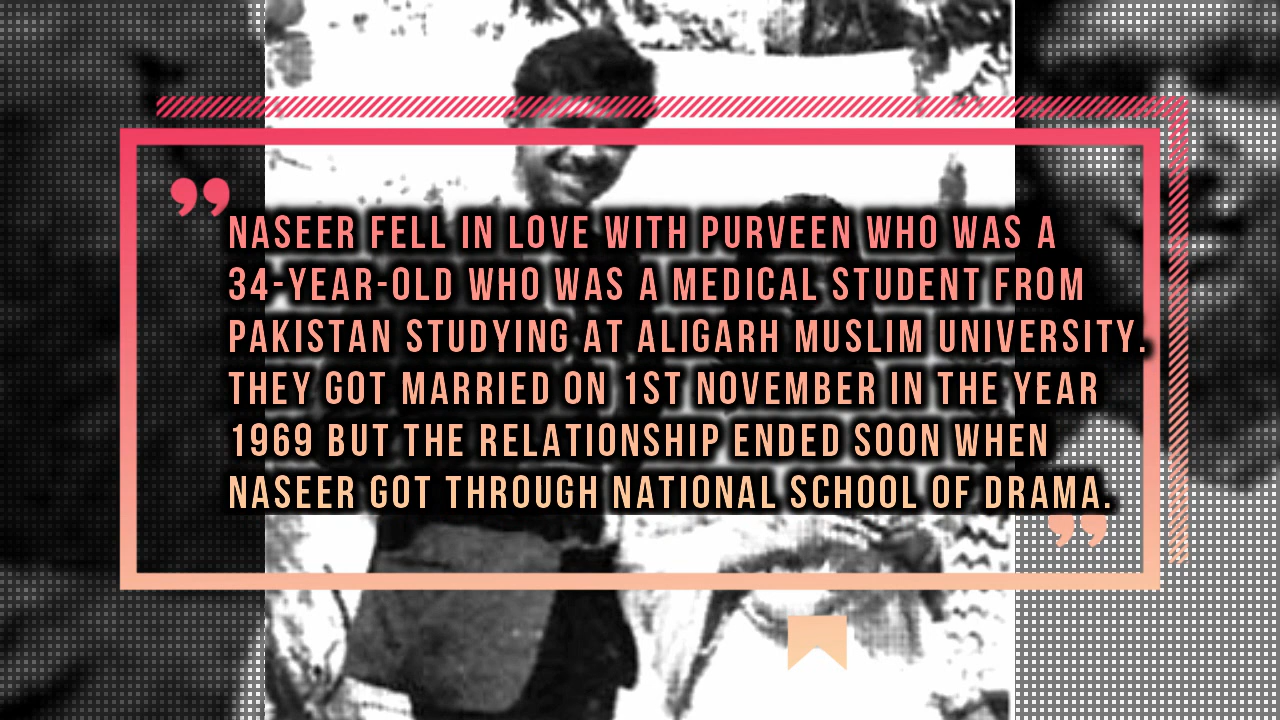 NASEER FELL IN LOVE WITH PURVEEN WHO WAS A
34-YEAR-OLD WHO WAS A MEDICAL STUDENT FROM
PAKISTAN STUDYING AT ALIGARH MUSLIM UNIVERSITY.
THEY GOT MARRIED ON 1ST NOVEMBER IN THE YEAR
1969 BUT THE RELATIONSHIP ENDED SOON WHEN
NASEER GOT THROUGH NATIONAL SCHOOL OF DRAMA.